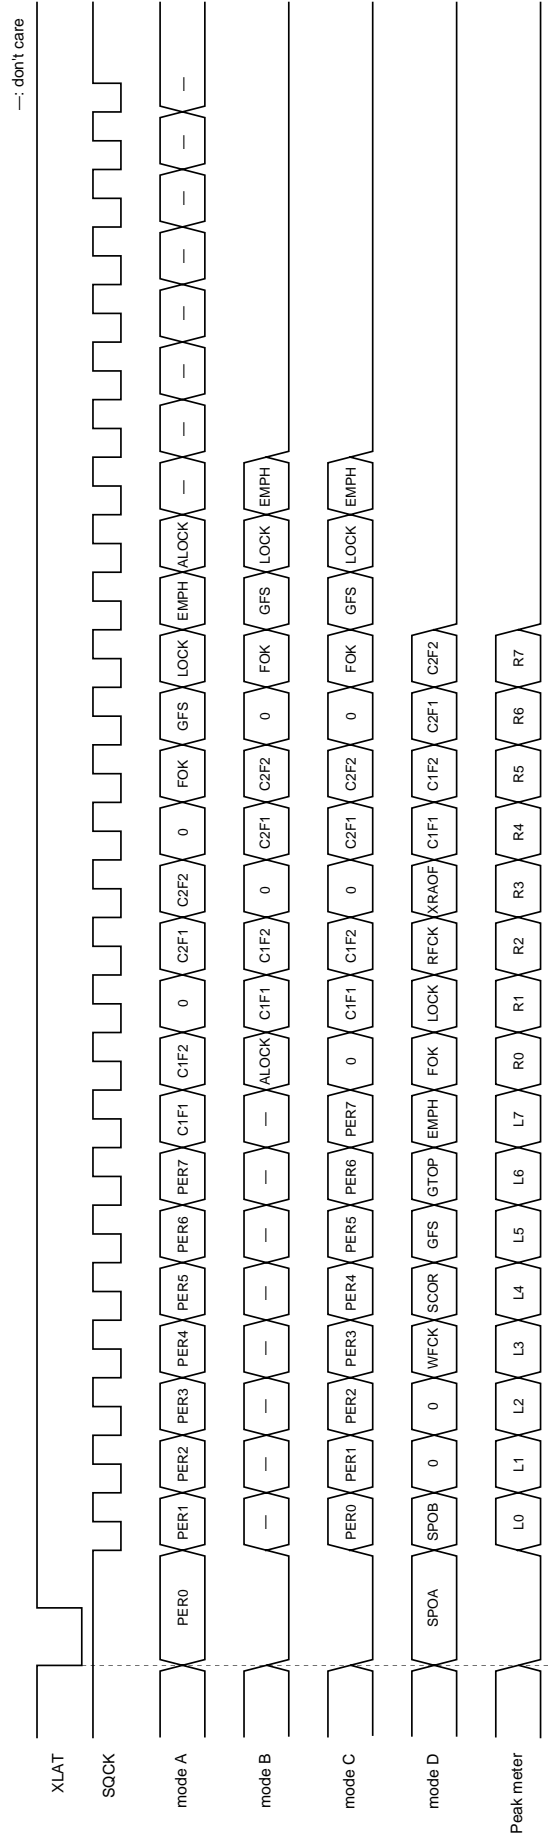 —: don't care
XLAT
SQCK
mode A PER0 PER1 PER2 PER3 PER4 PER5 PER6 PER7 C1F1 C1F2 0 C2F1 C2F2 0 FOK GFS LOCK EMPH ALOCK — — — — — — — —
mode B — — — — — — — — ALOCK C1F1 C1F2 0 C2F1 C2F2 0 FOK GFS LOCK EMPH
mode C PER0 PER1 PER2 PER3 PER4 PER5 PER6 PER7 0 C1F1 C1F2 0 C2F1 C2F2 0 FOK GFS LOCK EMPH
mode D SPOA SPOB 0 0 WFCK SCOR GFS GTOP EMPH FOK LOCK RFCK XRAOF C1F1 C1F2 C2F1 C2F2
Peak meter L0 L1 L2 L3 L4 L5 L6 L7 R0 R1 R2 R3 R4 R5 R6 R7